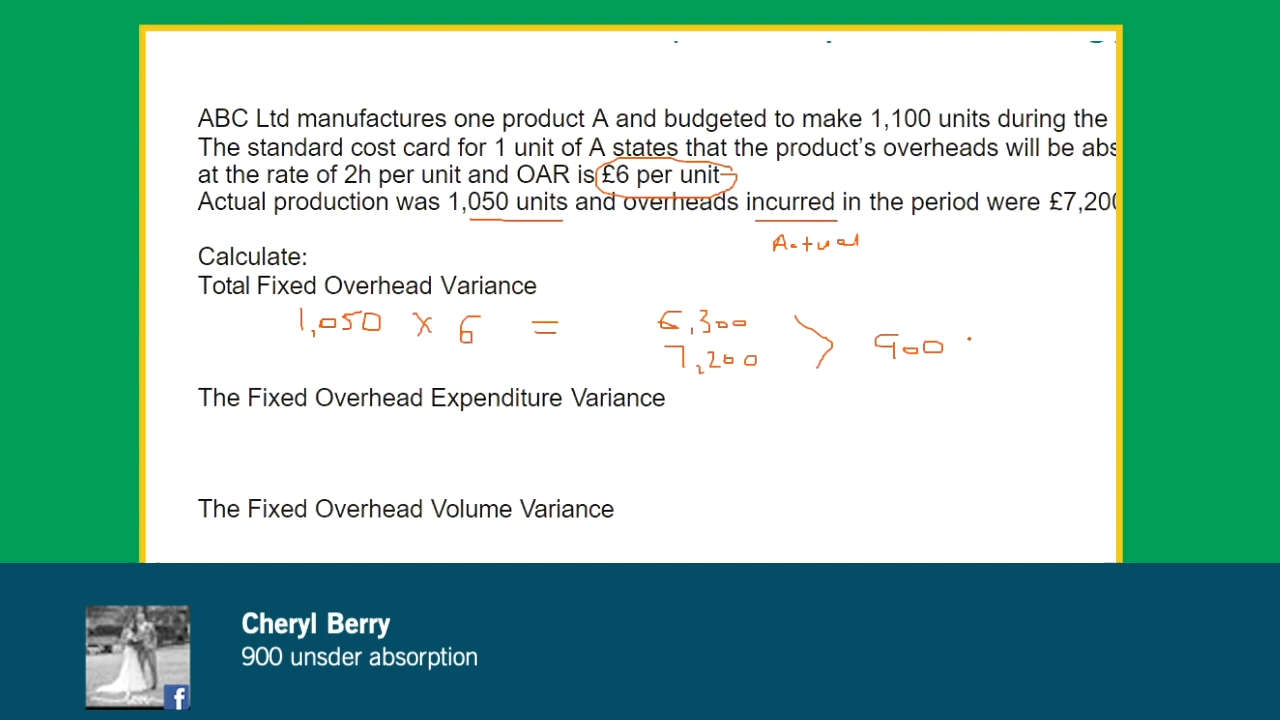 ABC Ltd manufactures one product A and budgeted to make 1,100 units during the
The standard cost card for 1 unit of A states that the product's overheads will be abs
at the rate of 2h per unit and OAR is £6 per unit
Actual production was 1,050 units and overheads incurred in the period were £7,200
Actual
Calculate:
Total Fixed Overhead Variance
1,050 x 6 = 6,300
7,200
900
The Fixed Overhead Expenditure Variance
The Fixed Overhead Volume Variance
Cheryl Berry
900 unsder absorption
f